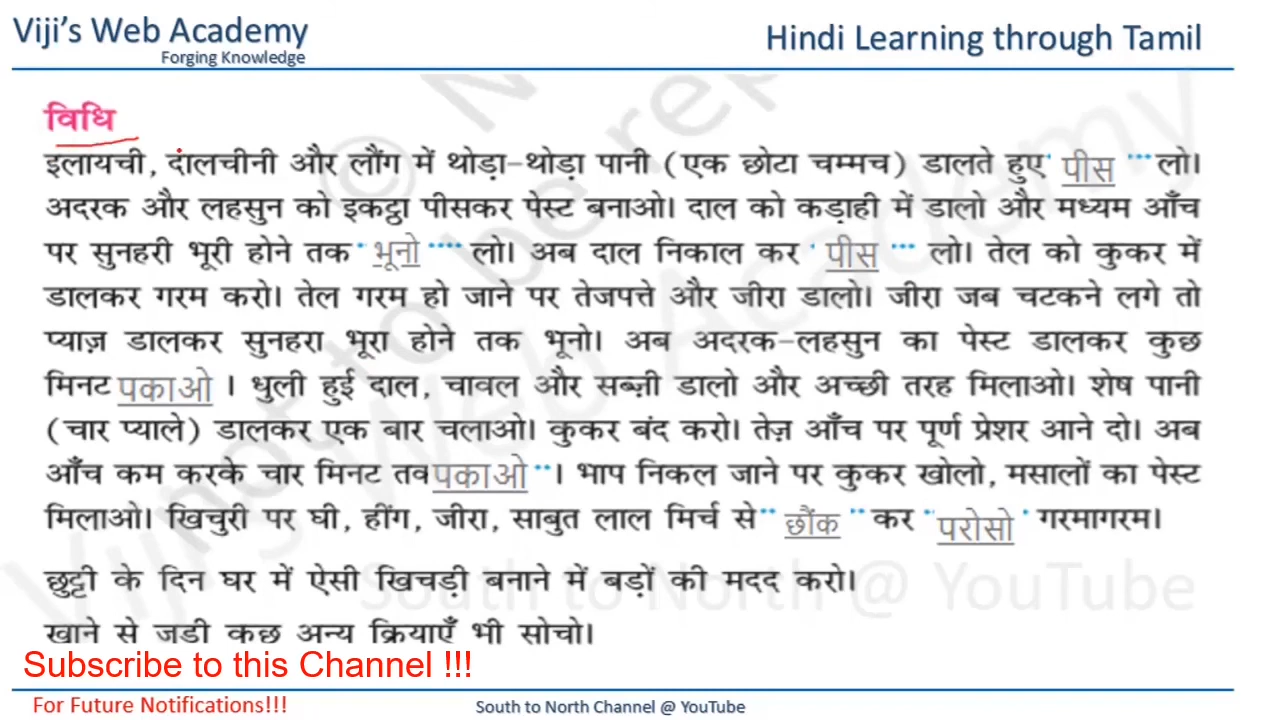 Viji's Web Academy
Forging Knowledge
Hindi Learning through Tamil
विधि
इलायची, दालचीनी और लौंग में थोड़ा-थोड़ा पानी (एक छोटा चम्मच) डालते हुए पीस लो।
अदरक और लहसुन को इकट्ठा पीसकर पेस्ट बनाओ। दाल को कड़ाही में डालो और मध्यम आँच
पर सुनहरी भूरी होने तक भूनो लो। अब दाल निकाल कर पीस लो। तेल को कुकर में
डालकर गरम करो। तेल गरम हो जाने पर तेजपत्ते और जीरा डालो। जीरा जब चटकने लगे तो
प्याज़ डालकर सुनहरा भूरा होने तक भूनो। अब अदरक-लहसुन का पेस्ट डालकर कुछ
मिनट पकाओ । धुली हुई दाल, चावल और सब्ज़ी डालो और अच्छी तरह मिलाओ। शेष पानी
(चार प्याले) डालकर एक बार चलाओ। कुकर बंद करो। तेज़ आँच पर पूर्ण प्रेशर आने दो। अब
आँच कम करके चार मिनट तक पकाओ । भाप निकल जाने पर कुकर खोलो, मसालों का पेस्ट
मिलाओ। खिचुरी पर घी, हींग, जीरा, साबुत लाल मिर्च से छौंक कर परोसो गरमागरम।
छुट्टी के दिन घर में ऐसी खिचड़ी बनाने में बड़ों की मदद करो।
खाने से जुड़ी कुछ अन्य क्रियाएँ भी सोचो।
Subscribe to this Channel !!!
For Future Notifications!!!
South to North Channel @ YouTube